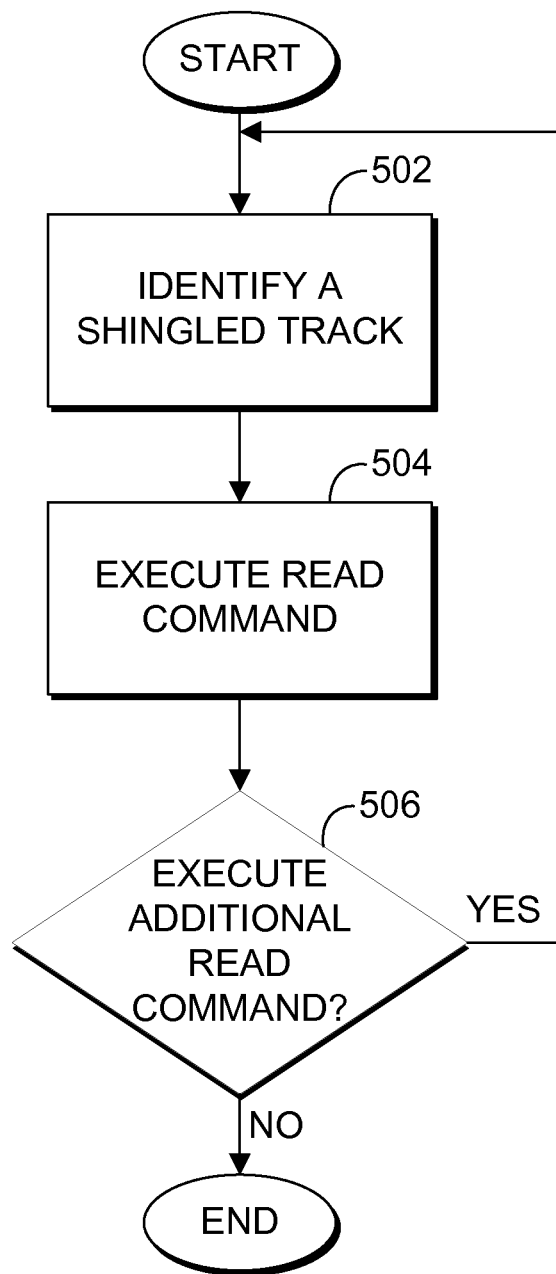 START
502
IDENTIFY A
SHINGLED TRACK
504
EXECUTE READ
COMMAND
506
EXECUTE
ADDITIONAL
READ
COMMAND?
YES
NO
END